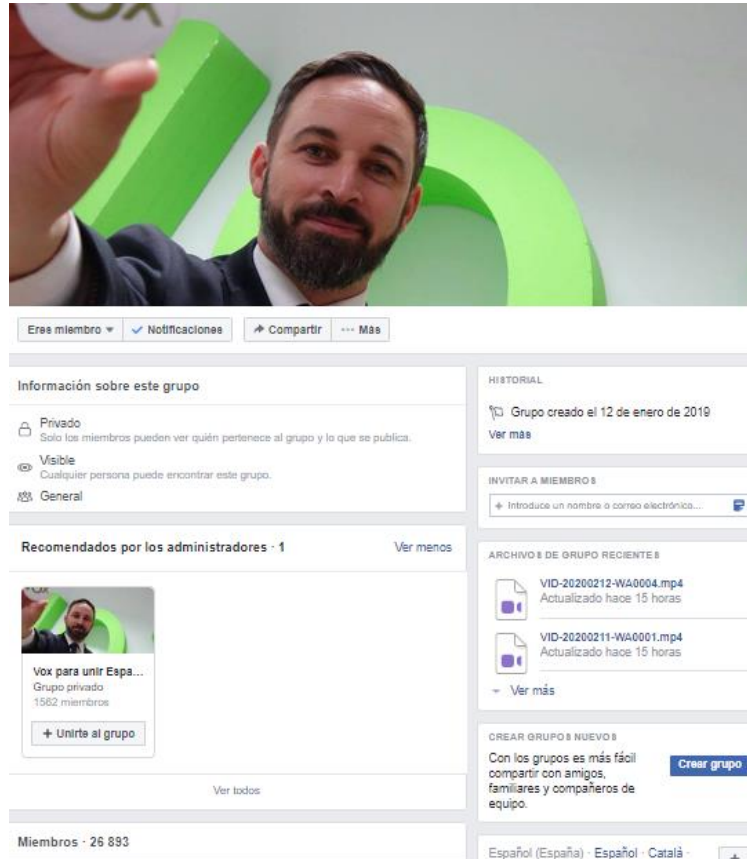 VOX
Eres miembro
Notificaciones
Compartir
Más
Información sobre este grupo
Privado
Solo los miembros pueden ver quién pertenece al grupo y lo que se publica.
Visible
Cualquier persona puede encontrar este grupo.
General
Recomendados por los administradores · 1
Ver menos
Vox para unir Espa...
Grupo privado
1562 miembros
+ Unirte al grupo
Ver todos
Miembros · 26 893
HISTORIAL
Grupo creado el 12 de enero de 2019
Ver más
INVITAR A MIEMBROS
+ Introduce un nombre o correo electrónico...
ARCHIVOS DE GRUPO RECIENTES
VID-20200212-WA0004.mp4
Actualizado hace 15 horas
VID-20200211-WA0001.mp4
Actualizado hace 15 horas
Ver más
CREAR GRUPOS NUEVOS
Con los grupos es más fácil
compartir con amigos,
familiares y compañeros de
equipo.
Crear grupo
Español (España) · Español · Català ·
+